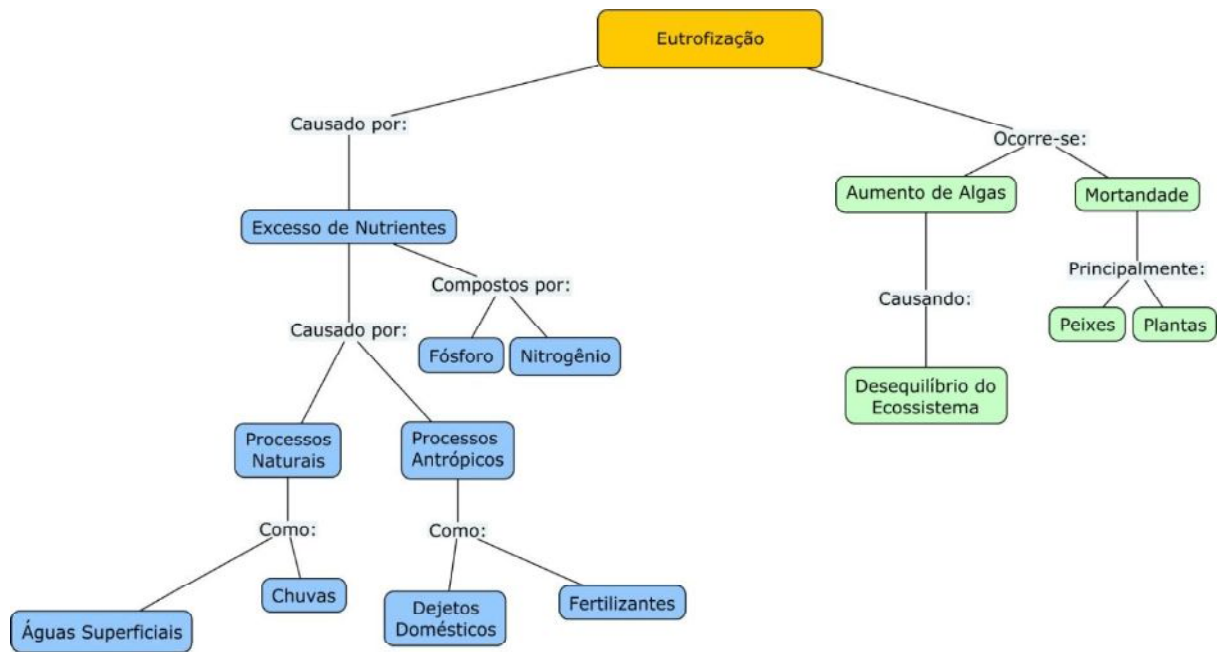 Eutrofização
Causado por:
Ocorre-se:
Aumento de Algas
Mortandade
Excesso de Nutrientes
Compostos por:
Principalmente:
Causando:
Causado por:
Peixes
Plantas
Fósforo
Nitrogênio
Desequilíbrio do
Ecossistema
Processos
Naturais
Processos
Antrópicos
Como:
Como:
Chuvas
Fertilizantes
Águas Superficiais
Dejetos
Domésticos